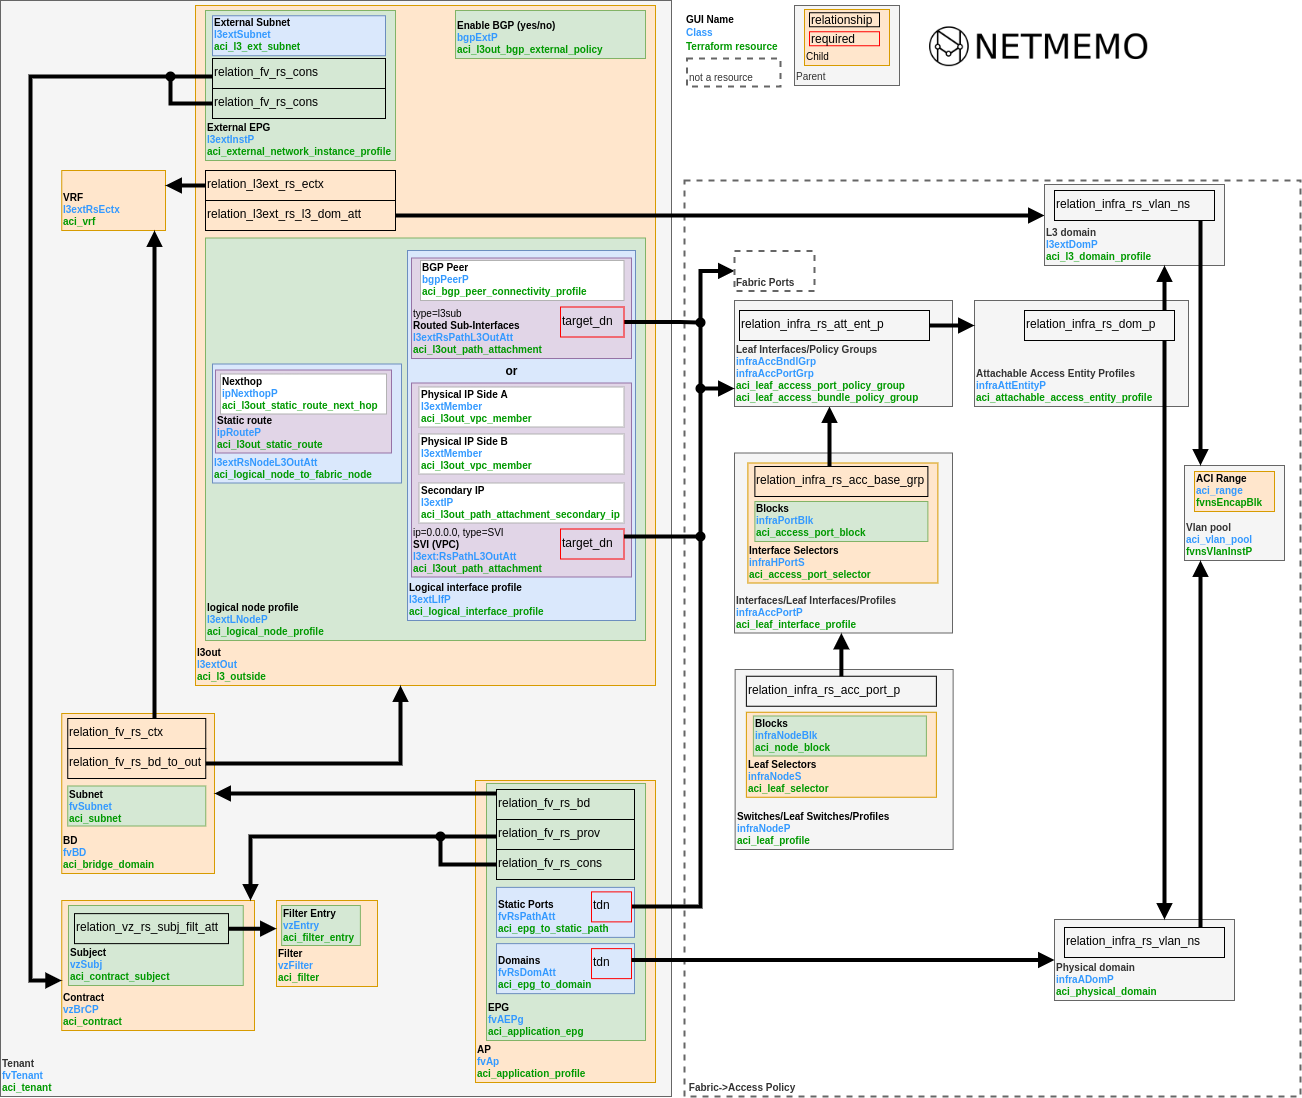 External Subnet
l3extSubnet
aci_l3_ext_subnet
relation_fv_rs_cons
relation_fv_rs_cons
External EPG
l3extInstP
aci_external_network_instance_profile
Enable BGP (yes/no)
bgpExtP
aci_l3out_bgp_external_policy
GUI Name
Class
Terraform resource
not a resource
relationship
required
Child
Parent
NETMEMO
VRF
l3extRsEctx
aci_vrf
relation_l3ext_rs_ectx
relation_l3ext_rs_l3_dom_att
BGP Peer
bgpPeerP
aci_bgp_peer_connectivity_profile
type=l3sub
Routed Sub-Interfaces
l3extRsPathL3OutAtt
aci_l3out_path_attachment
target_dn
or
Nexthop
ipNexthopP
aci_l3out_static_route_next_hop
Static route
ipRouteP
aci_l3out_static_route
l3extRsNodeL3OutAtt
aci_logical_node_to_fabric_node
Physical IP Side A
l3extMember
aci_l3out_vpc_member
Physical IP Side B
l3extMember
aci_l3out_vpc_member
Secondary IP
l3extIP
aci_l3out_path_attachment_secondary_ip
ip=0.0.0.0, type=SVI
SVI (VPC)
l3ext:RsPathL3OutAtt
aci_l3out_path_attachment
target_dn
Logical interface profile
l3extLIfP
aci_logical_interface_profile
logical node profile
l3extLNodeP
aci_logical_node_profile
l3out
l3extOut
aci_l3_outside
relation_fv_rs_ctx
relation_fv_rs_bd_to_out
Subnet
fvSubnet
aci_subnet
BD
fvBD
aci_bridge_domain
relation_vz_rs_subj_filt_att
Subject
vzSubj
aci_contract_subject
Contract
vzBrCP
aci_contract
Filter Entry
vzEntry
aci_filter_entry
Filter
vzFilter
aci_filter
relation_fv_rs_bd
relation_fv_rs_prov
relation_fv_rs_cons
Static Ports
fvRsPathAtt
aci_epg_to_static_path
tdn
Domains
fvRsDomAtt
aci_epg_to_domain
tdn
EPG
fvAEPg
aci_application_epg
AP
fvAp
aci_application_profile
Tenant
fvTenant
aci_tenant
relation_infra_rs_vlan_ns
L3 domain
l3extDomP
aci_l3_domain_profile
Fabric Ports
relation_infra_rs_att_ent_p
Leaf Interfaces/Policy Groups
infraAccBndlGrp
infraAccPortGrp
aci_leaf_access_port_policy_group
aci_leaf_access_bundle_policy_group
relation_infra_rs_dom_p
Attachable Access Entity Profiles
infraAttEntityP
aci_attachable_access_entity_profile
relation_infra_rs_acc_base_grp
Blocks
infraPortBlk
aci_access_port_block
Interface Selectors
infraHPortS
aci_access_port_selector
Interfaces/Leaf Interfaces/Profiles
infraAccPortP
aci_leaf_interface_profile
ACI Range
aci_range
fvnsEncapBlk
Vlan pool
aci_vlan_pool
fvnsVlanInstP
relation_infra_rs_acc_port_p
Blocks
infraNodeBlk
aci_node_block
Leaf Selectors
infraNodeS
aci_leaf_selector
Switches/Leaf Switches/Profiles
infraNodeP
aci_leaf_profile
relation_infra_rs_vlan_ns
Physical domain
infraADomP
aci_physical_domain
Fabric->Access Policy